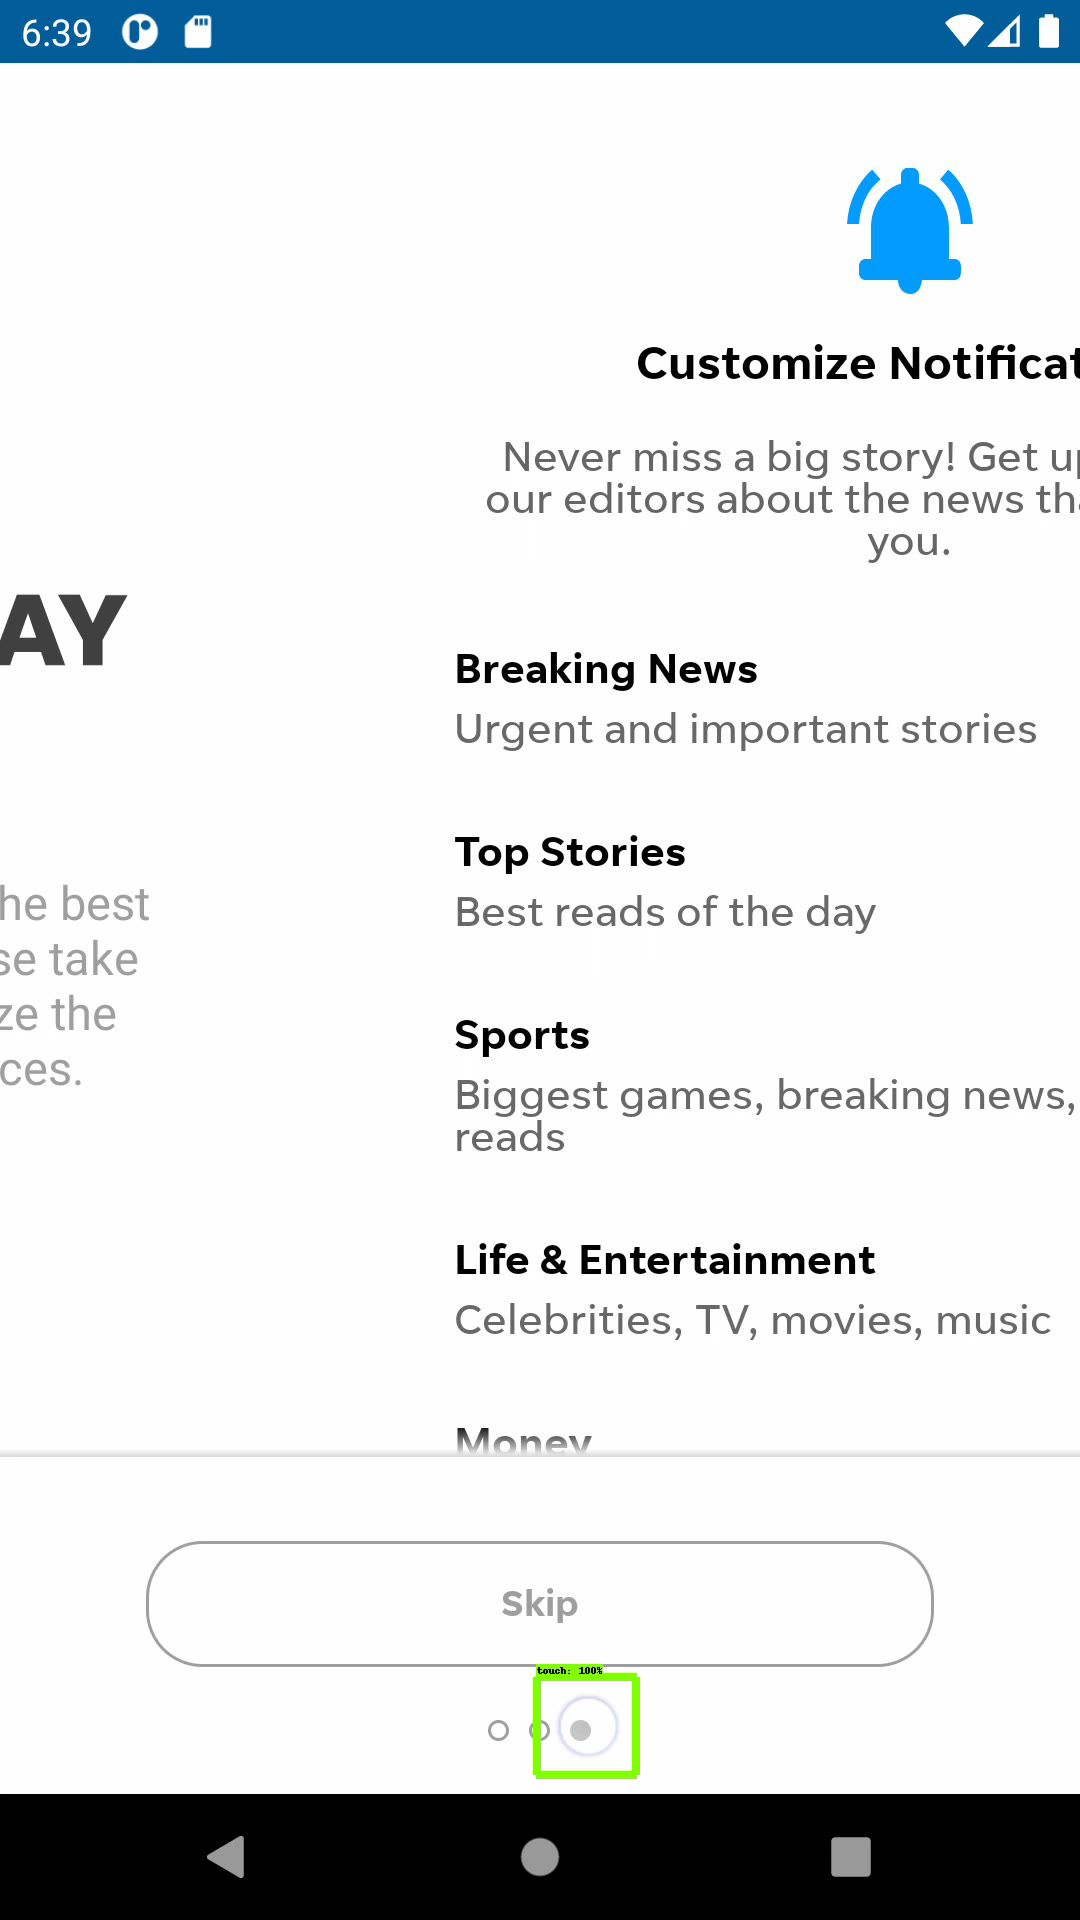 6:39
Customize Notificat
Never miss a big story! Get up
our editors about the news tha
you.
AY
Breaking News
Urgent and important stories
Top Stories
Best reads of the day
he best
se take
ze the
ces.
Sports
Biggest games, breaking news,
reads
Life & Entertainment
Celebrities, TV, movies, music
Money
Skip
touch: 100%